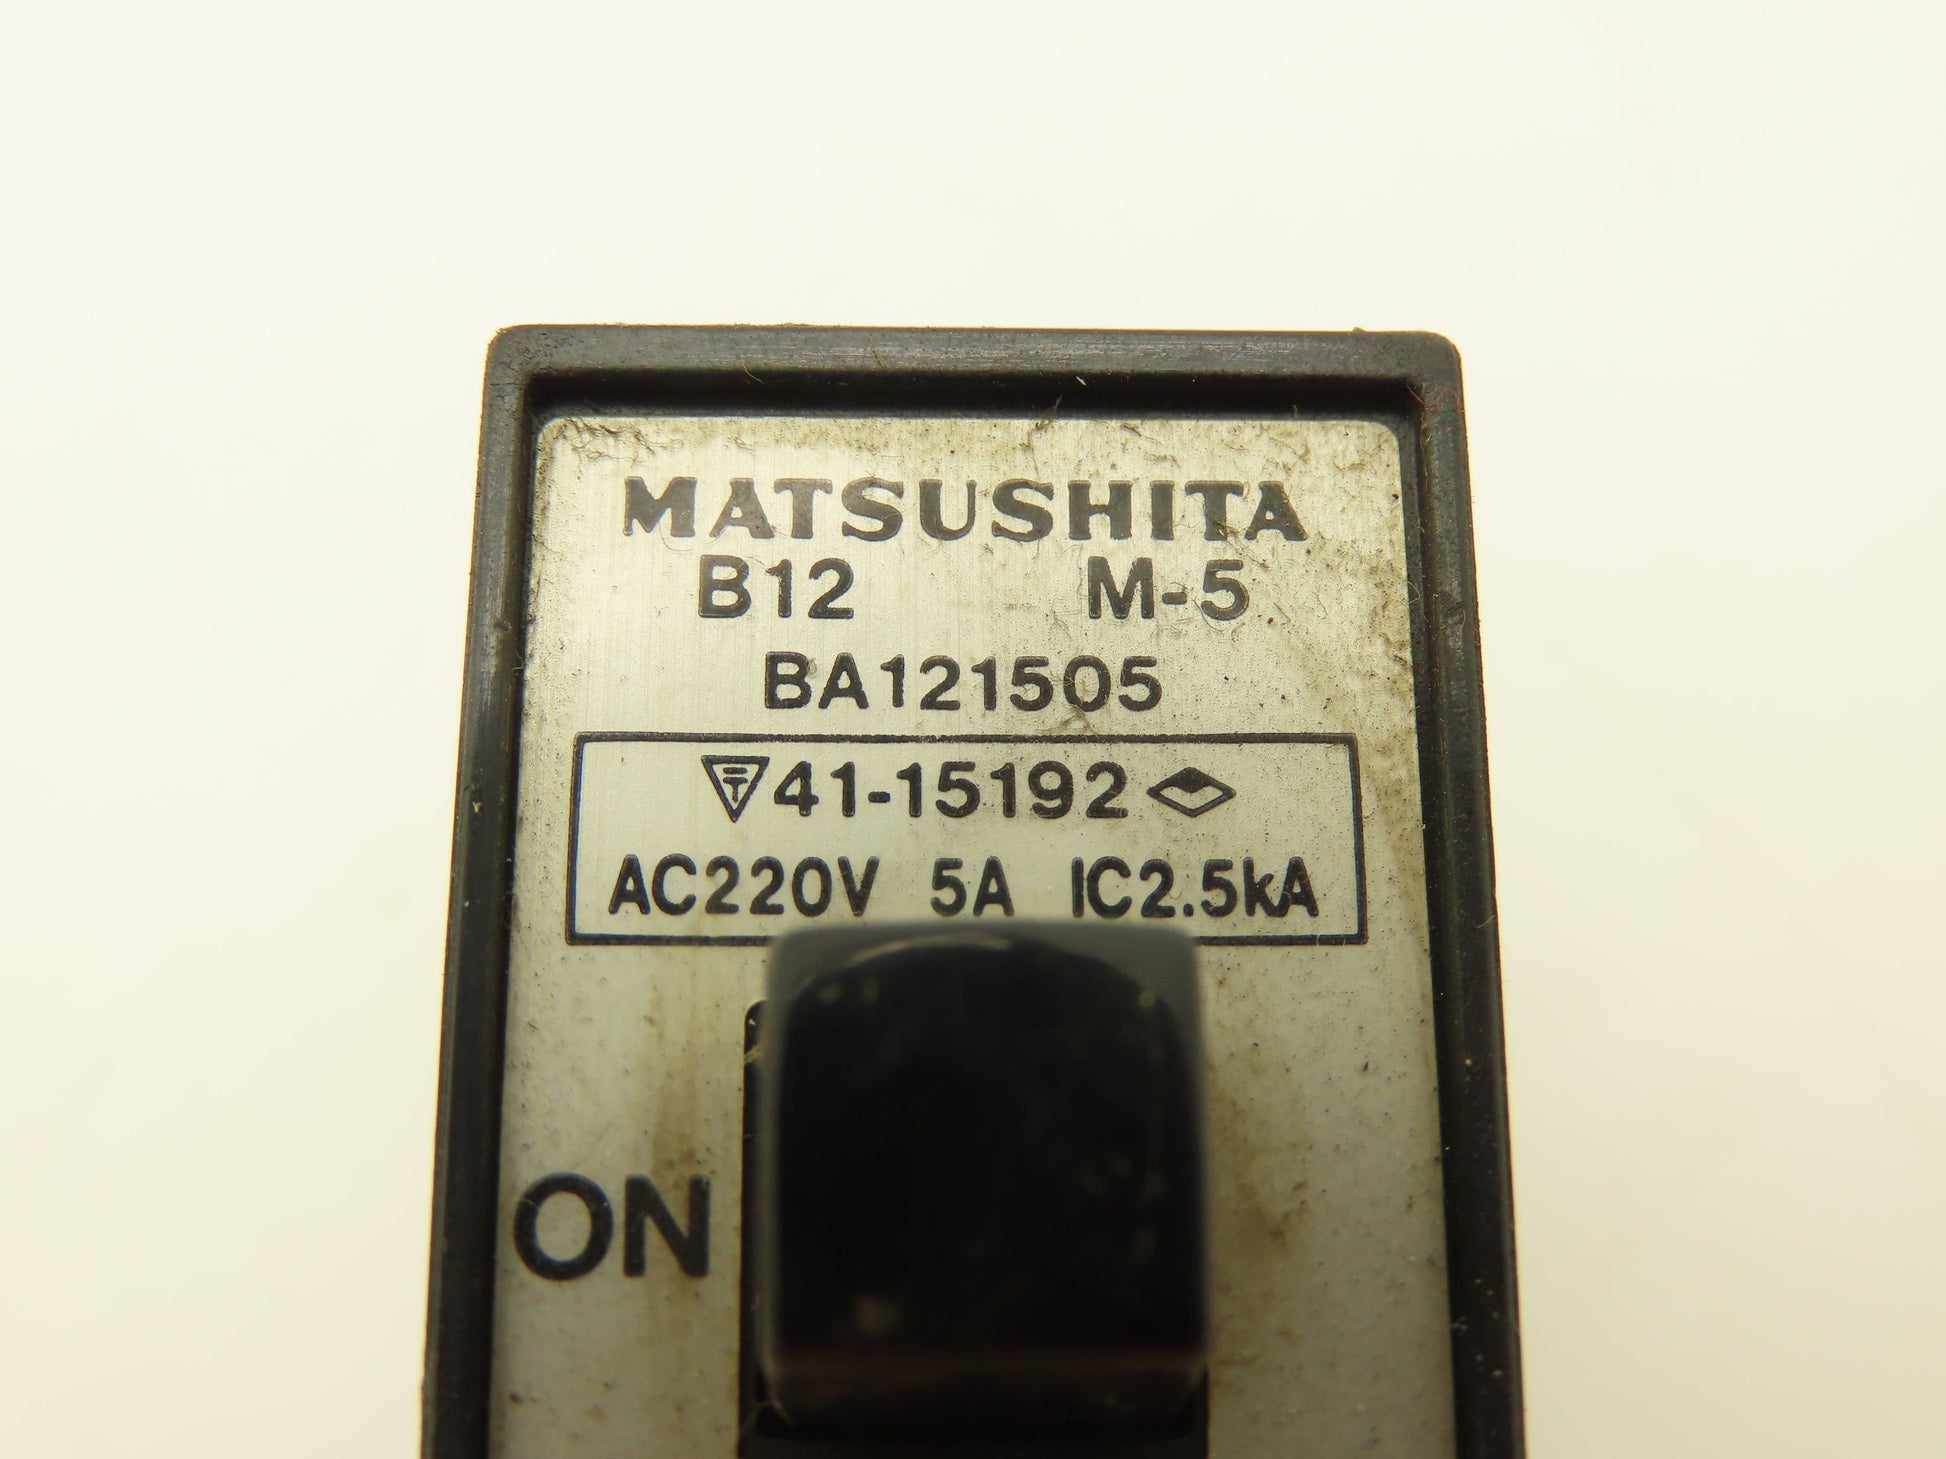 MATSUSHITA
B12 M-5
BA121505
41-15192
AC220V 5A IC2.5kA
ON